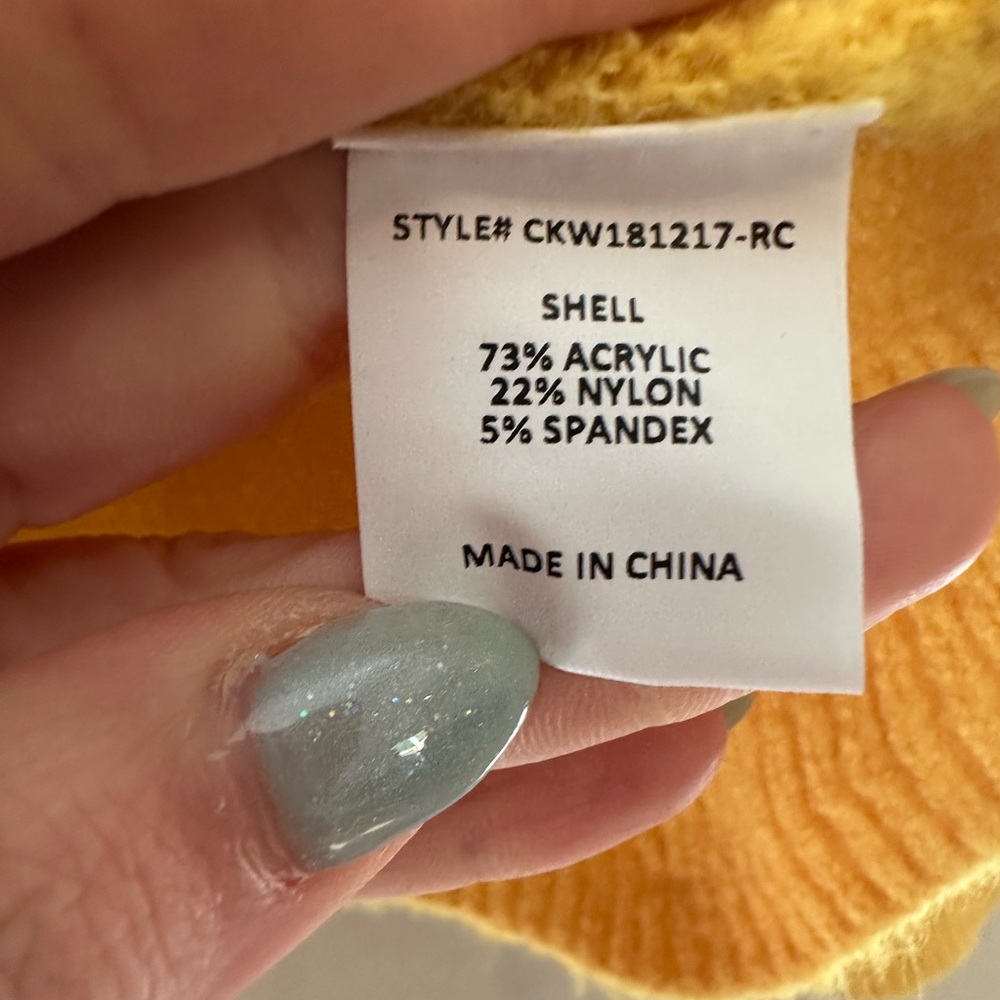 STYLE# CKW181217-RC
SHELL
73% ACRYLIC
22% NYLON
5% SPANDEX
MADE IN CHINA